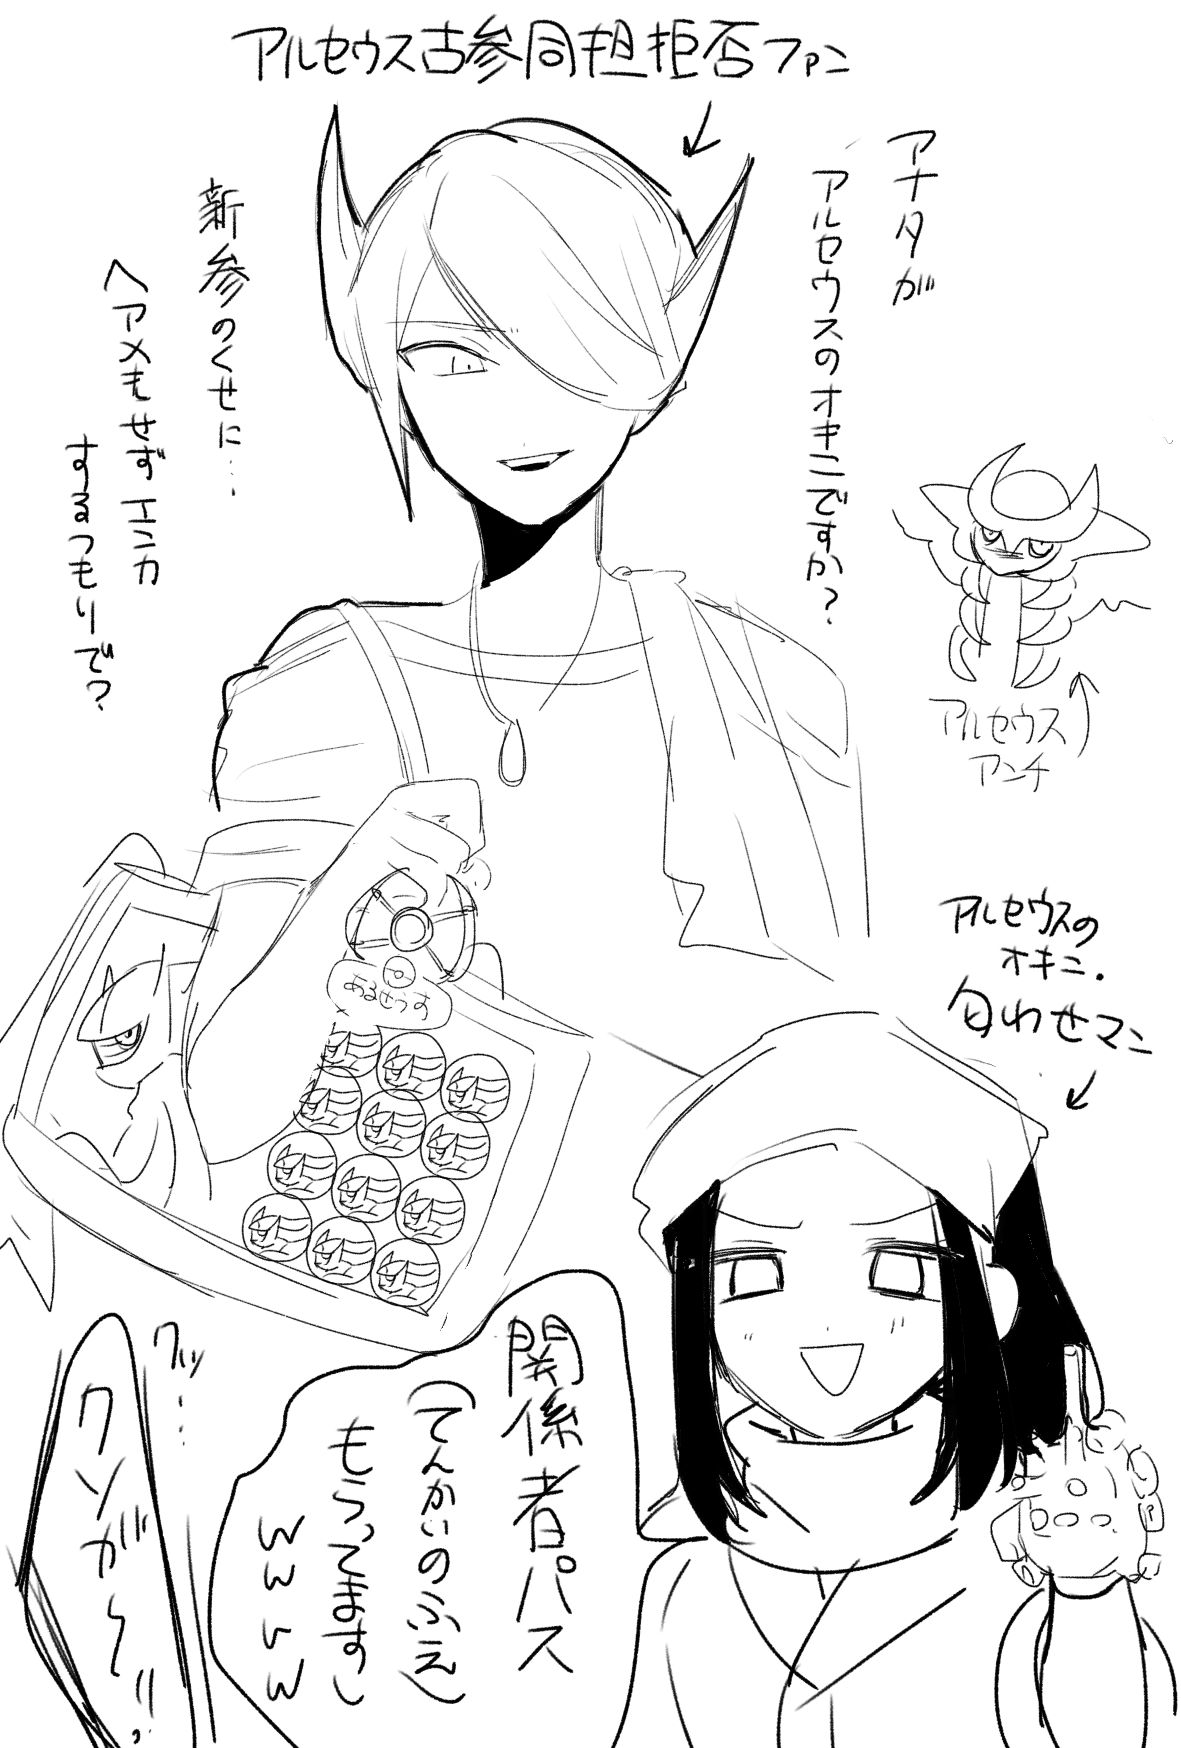 アルセウス古参同担拒否ファン
アナタが
アルセウスのオキニですか?
新参のくせに…
ヘアメもせずエンカ
するつもりで?
アルセウス
アンチ
あるせうす
アルセウスの
オキニ.
匂わせマン
関係者パス
(てんかいのふえ)
もらってますし
wwww
クッ…
クソが〜!!